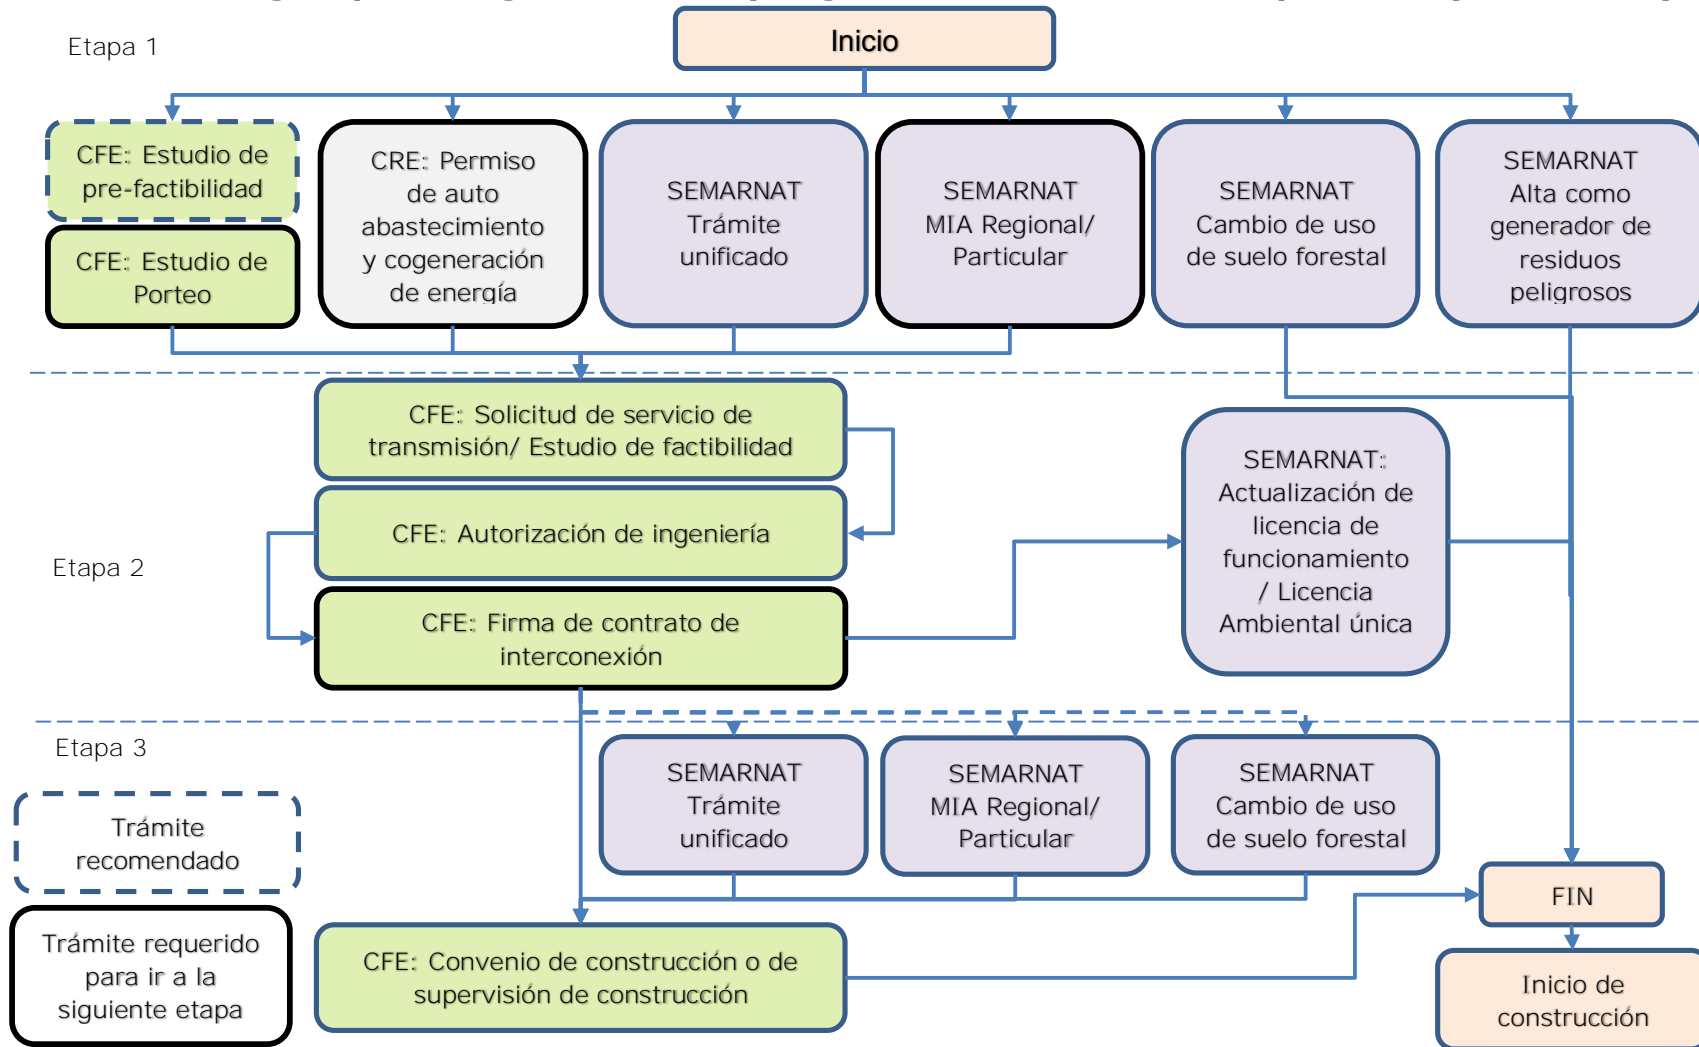 Etapa 1
Inicio
CFE: Estudio de
pre-factibilidad
CFE: Estudio de
Porteo
CRE: Permiso
de auto
abastecimiento
y cogeneración
de energía
SEMARNAT
Trámite
unificado
SEMARNAT
MIA Regional/
Particular
SEMARNAT
Cambio de uso
de suelo forestal
SEMARNAT
Alta como
generador de
residuos
peligrosos
CFE: Solicitud de servicio de
transmisión/ Estudio de factibilidad
CFE: Autorización de ingeniería
Etapa 2
CFE: Firma de contrato de
interconexión
SEMARNAT:
Actualización de
licencia de
funcionamiento
/ Licencia
Ambiental única
Etapa 3
SEMARNAT
Trámite
unificado
SEMARNAT
MIA Regional/
Particular
SEMARNAT
Cambio de uso
de suelo forestal
Trámite
recomendado
Trámite requerido
para ir a la
siguiente etapa
CFE: Convenio de construcción o de
supervisión de construcción
FIN
Inicio de
construcción